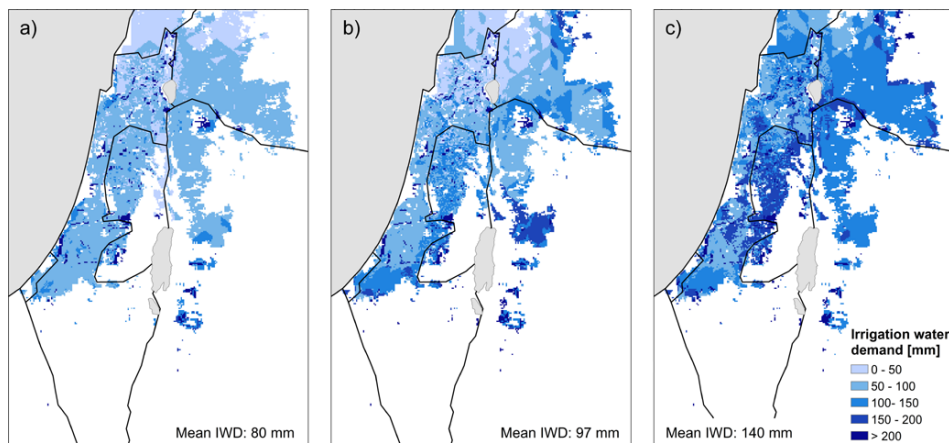 a)
b)
c)
Irrigation water
demand [mm]
0 - 50
50 - 100
100- 150
150 - 200
> 200
Mean IWD: 80 mm
Mean IWD: 97 mm
Mean IWD: 140 mm